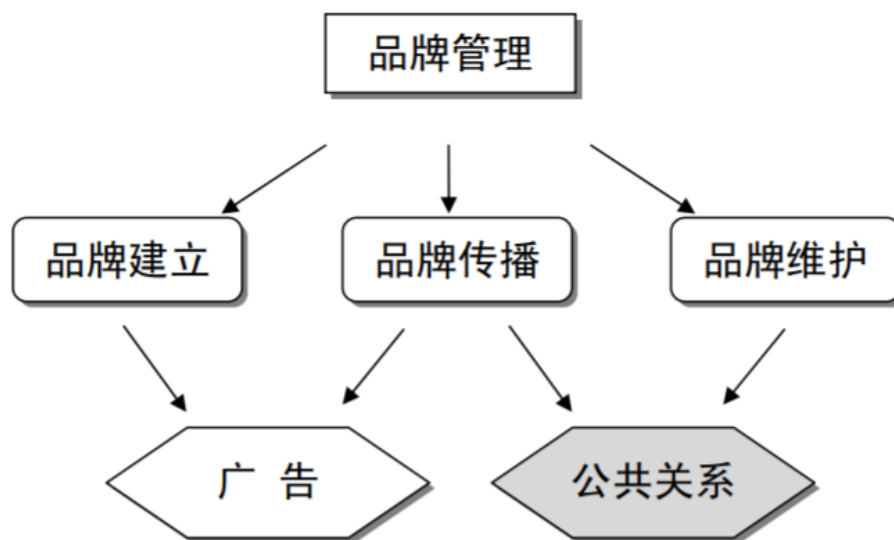 品牌管理
品牌建立
品牌传播
品牌维护
广 告
公共关系